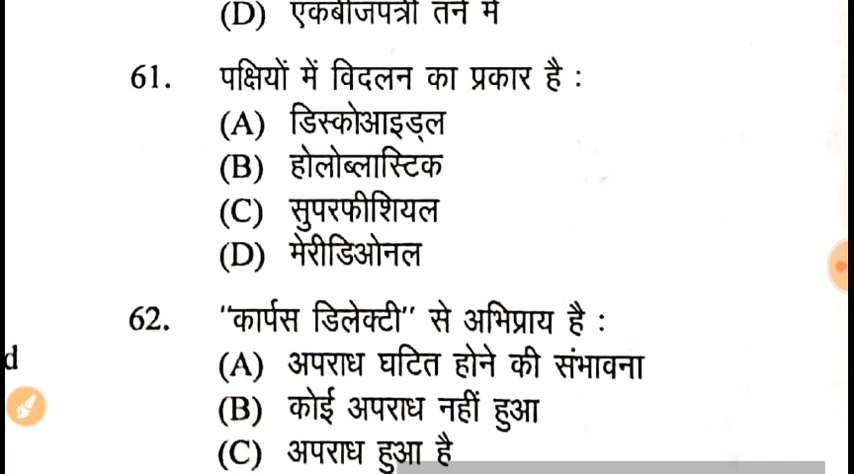 (D) एकबीजपत्री तने में
61. पक्षियों में विदलन का प्रकार है :
(A) डिस्कोआइड्ल
(B) होलोब्लास्टिक
(C) सुपरफीशियल
(D) मेरीडिओनल
62. "कार्पस डिलेक्टी" से अभिप्राय है :
(A) अपराध घटित होने की संभावना
d
(B) कोई अपराध नहीं हुआ
(C) अपराध हुआ है